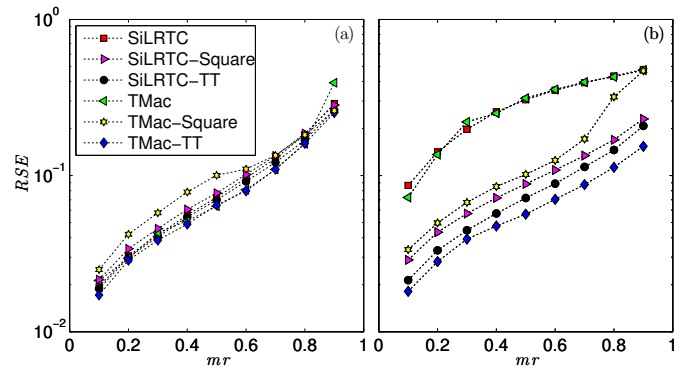 10^0
(a)
(b)
SiLRTC
SiLRTC−Square
SiLRTC−TT
TMac
TMac−Square
TMac−TT
10^−1
RSE
10^−2
0 0.2 0.4 0.6 0.8 1
0 0.2 0.4 0.6 0.8 1
mr
mr